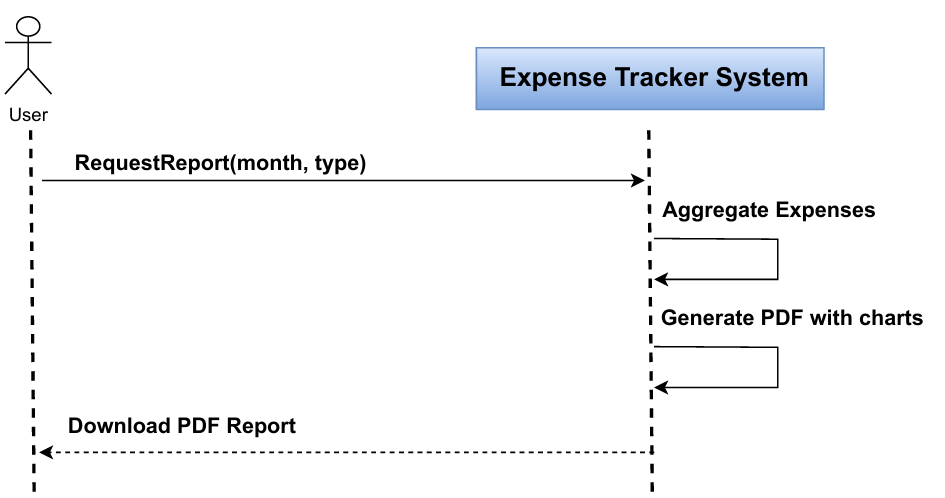 User
Expense Tracker System
RequestReport(month, type)
Aggregate Expenses
Generate PDF with charts
Download PDF Report